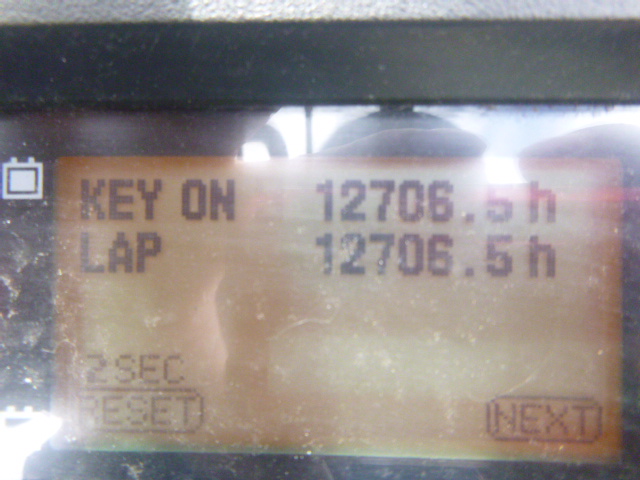 KEY ON 12706.5 h
LAP 12706.5 h
2 SEC
RESET NEXT